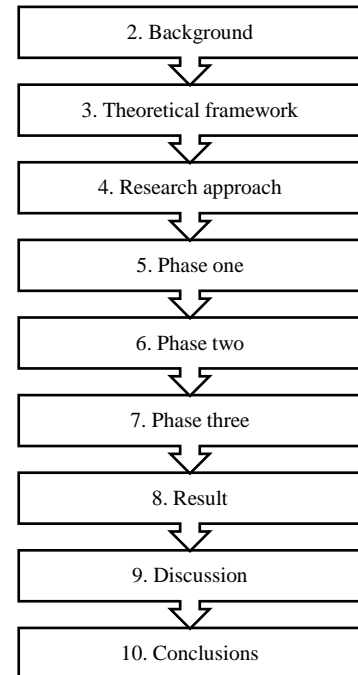 2. Background
3. Theoretical framework
4. Research approach
5. Phase one
6. Phase two
7. Phase three
8. Result
9. Discussion
10. Conclusions